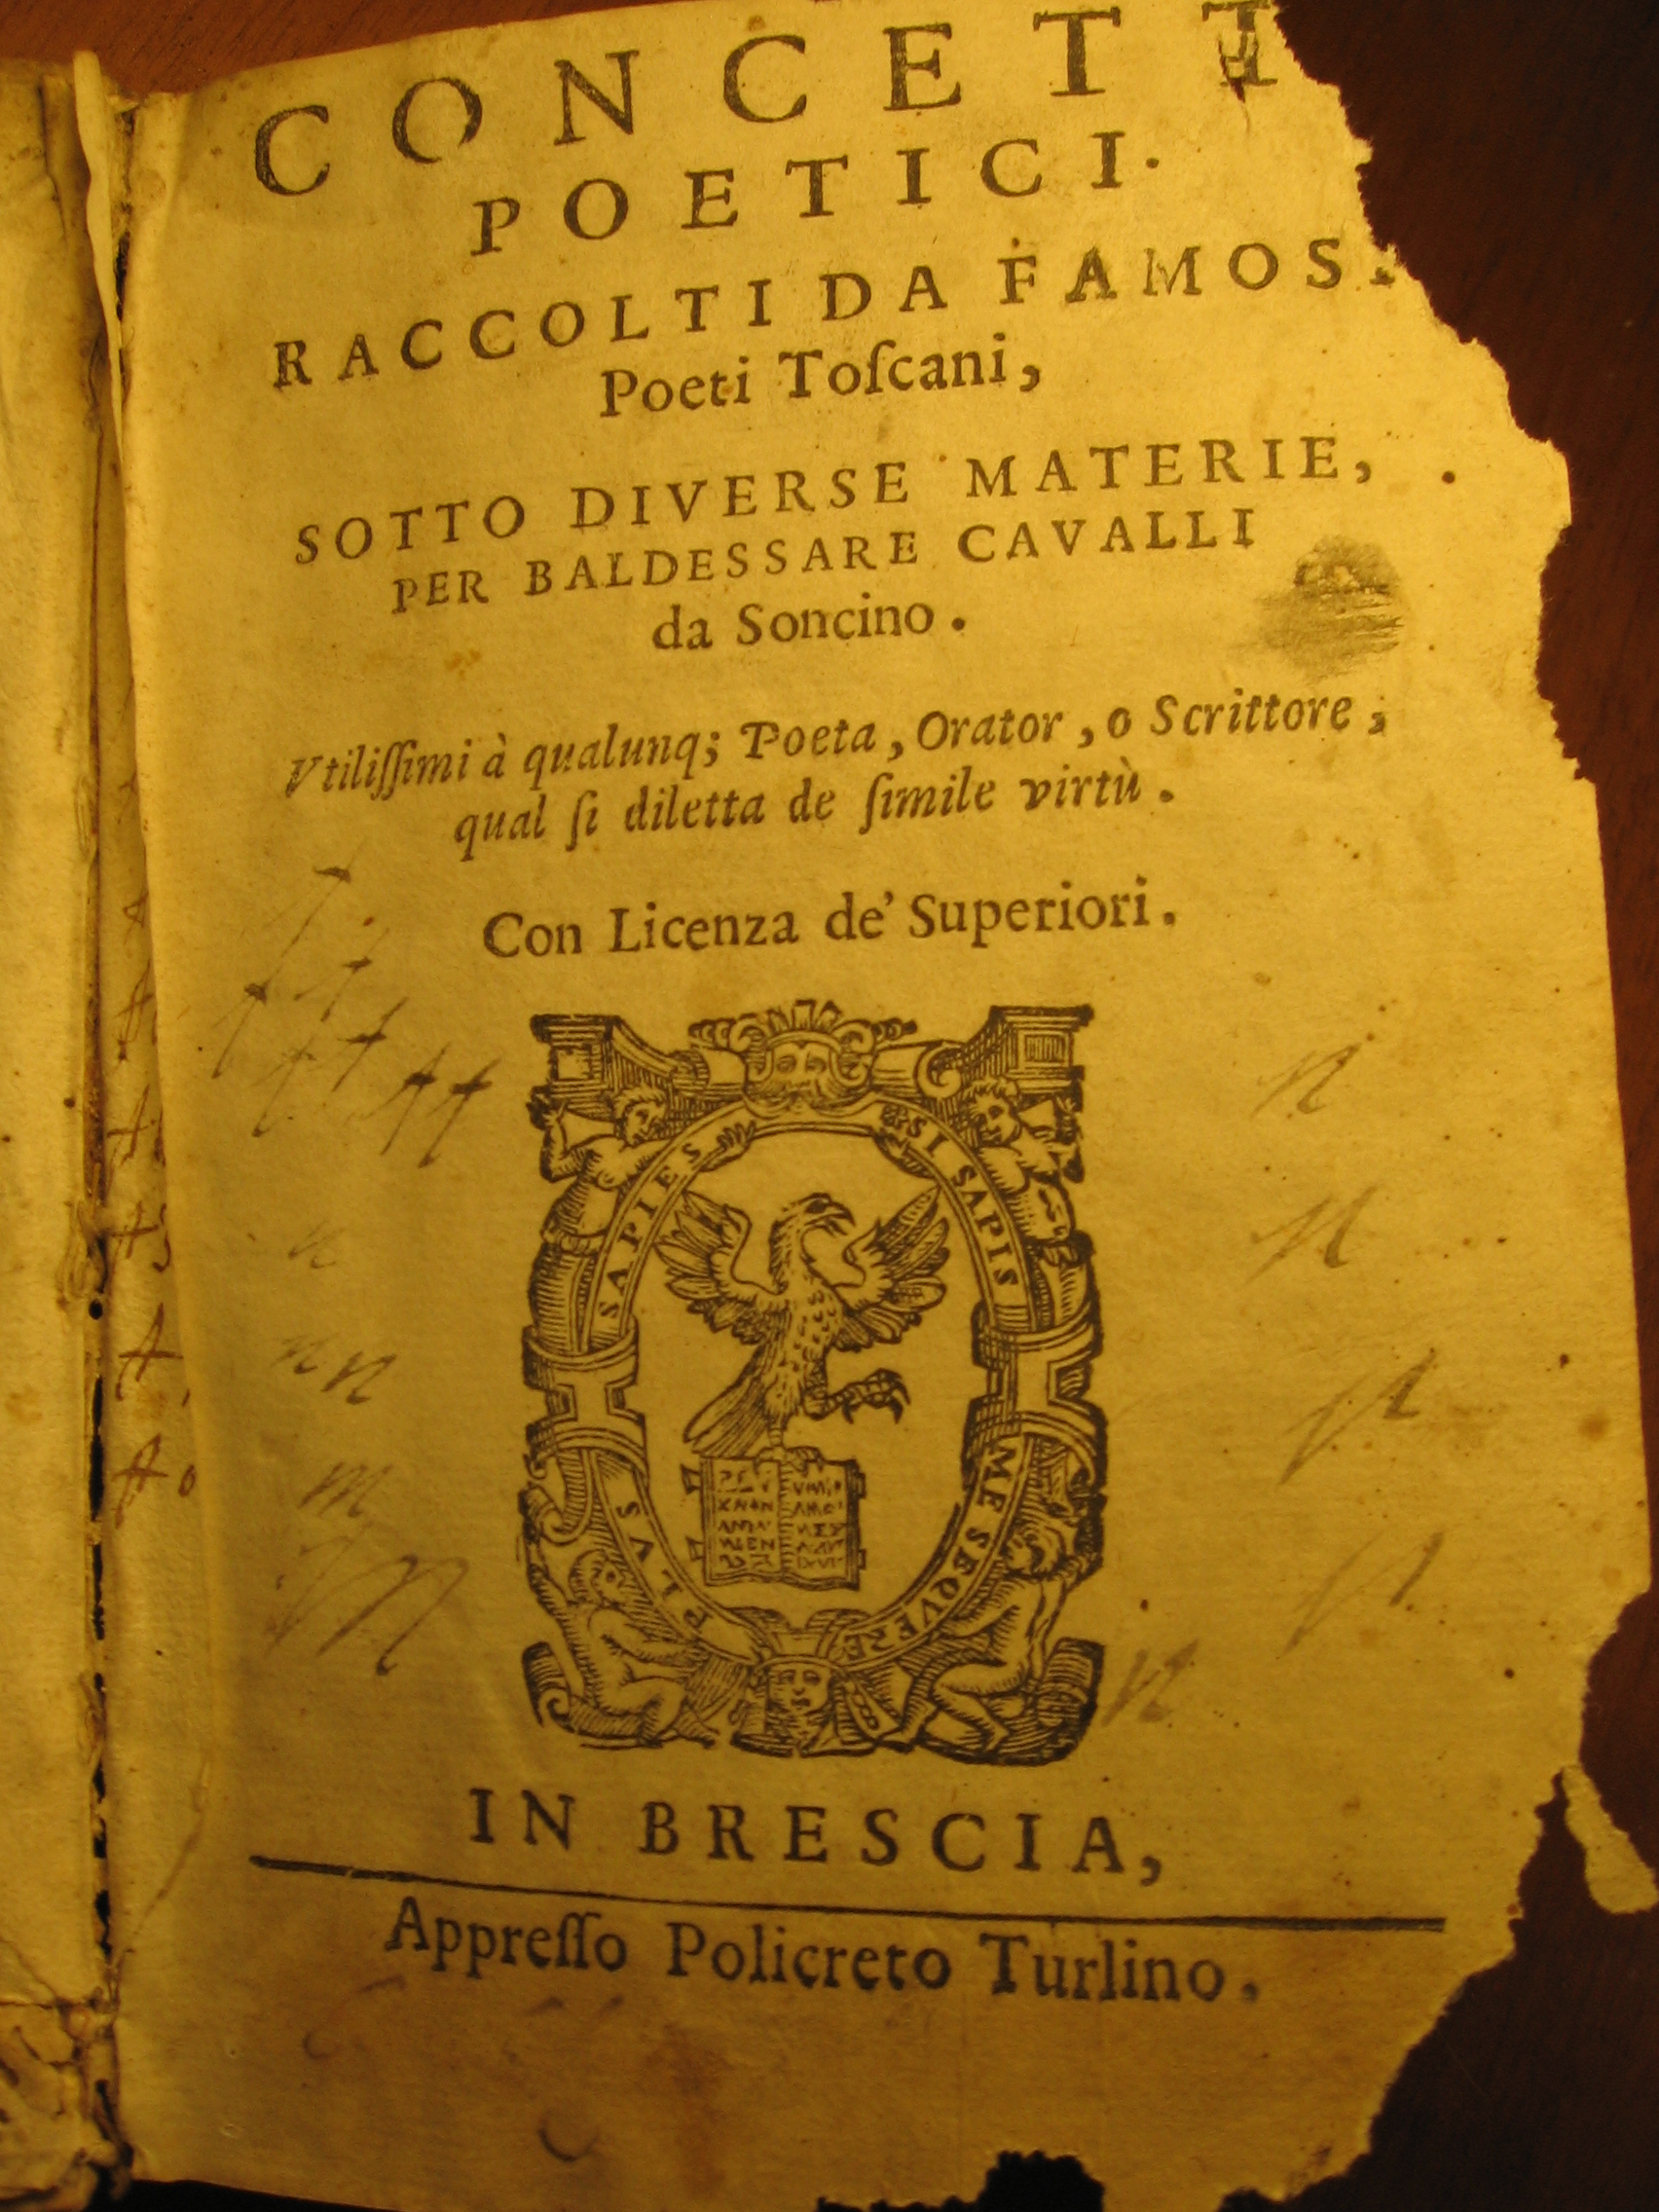 CONCETT
POETICI.
RACCOLTI DA FAMOS
Poeti Toſcani,
SOTTO DIVERSE MATERIE,
PER BALDESSARE CAVALLI
da Soncino.
Vtiliſſimi à qualunq; Poeta, Orator, o Scrittore,
qual ſi diletta de ſimile virtù.
Con Licenza de' Superiori.
SI SAPIS
ME SEQVERE
PLVS
SAPIES
IN BRESCIA,
Appreſſo Policreto Turlino.